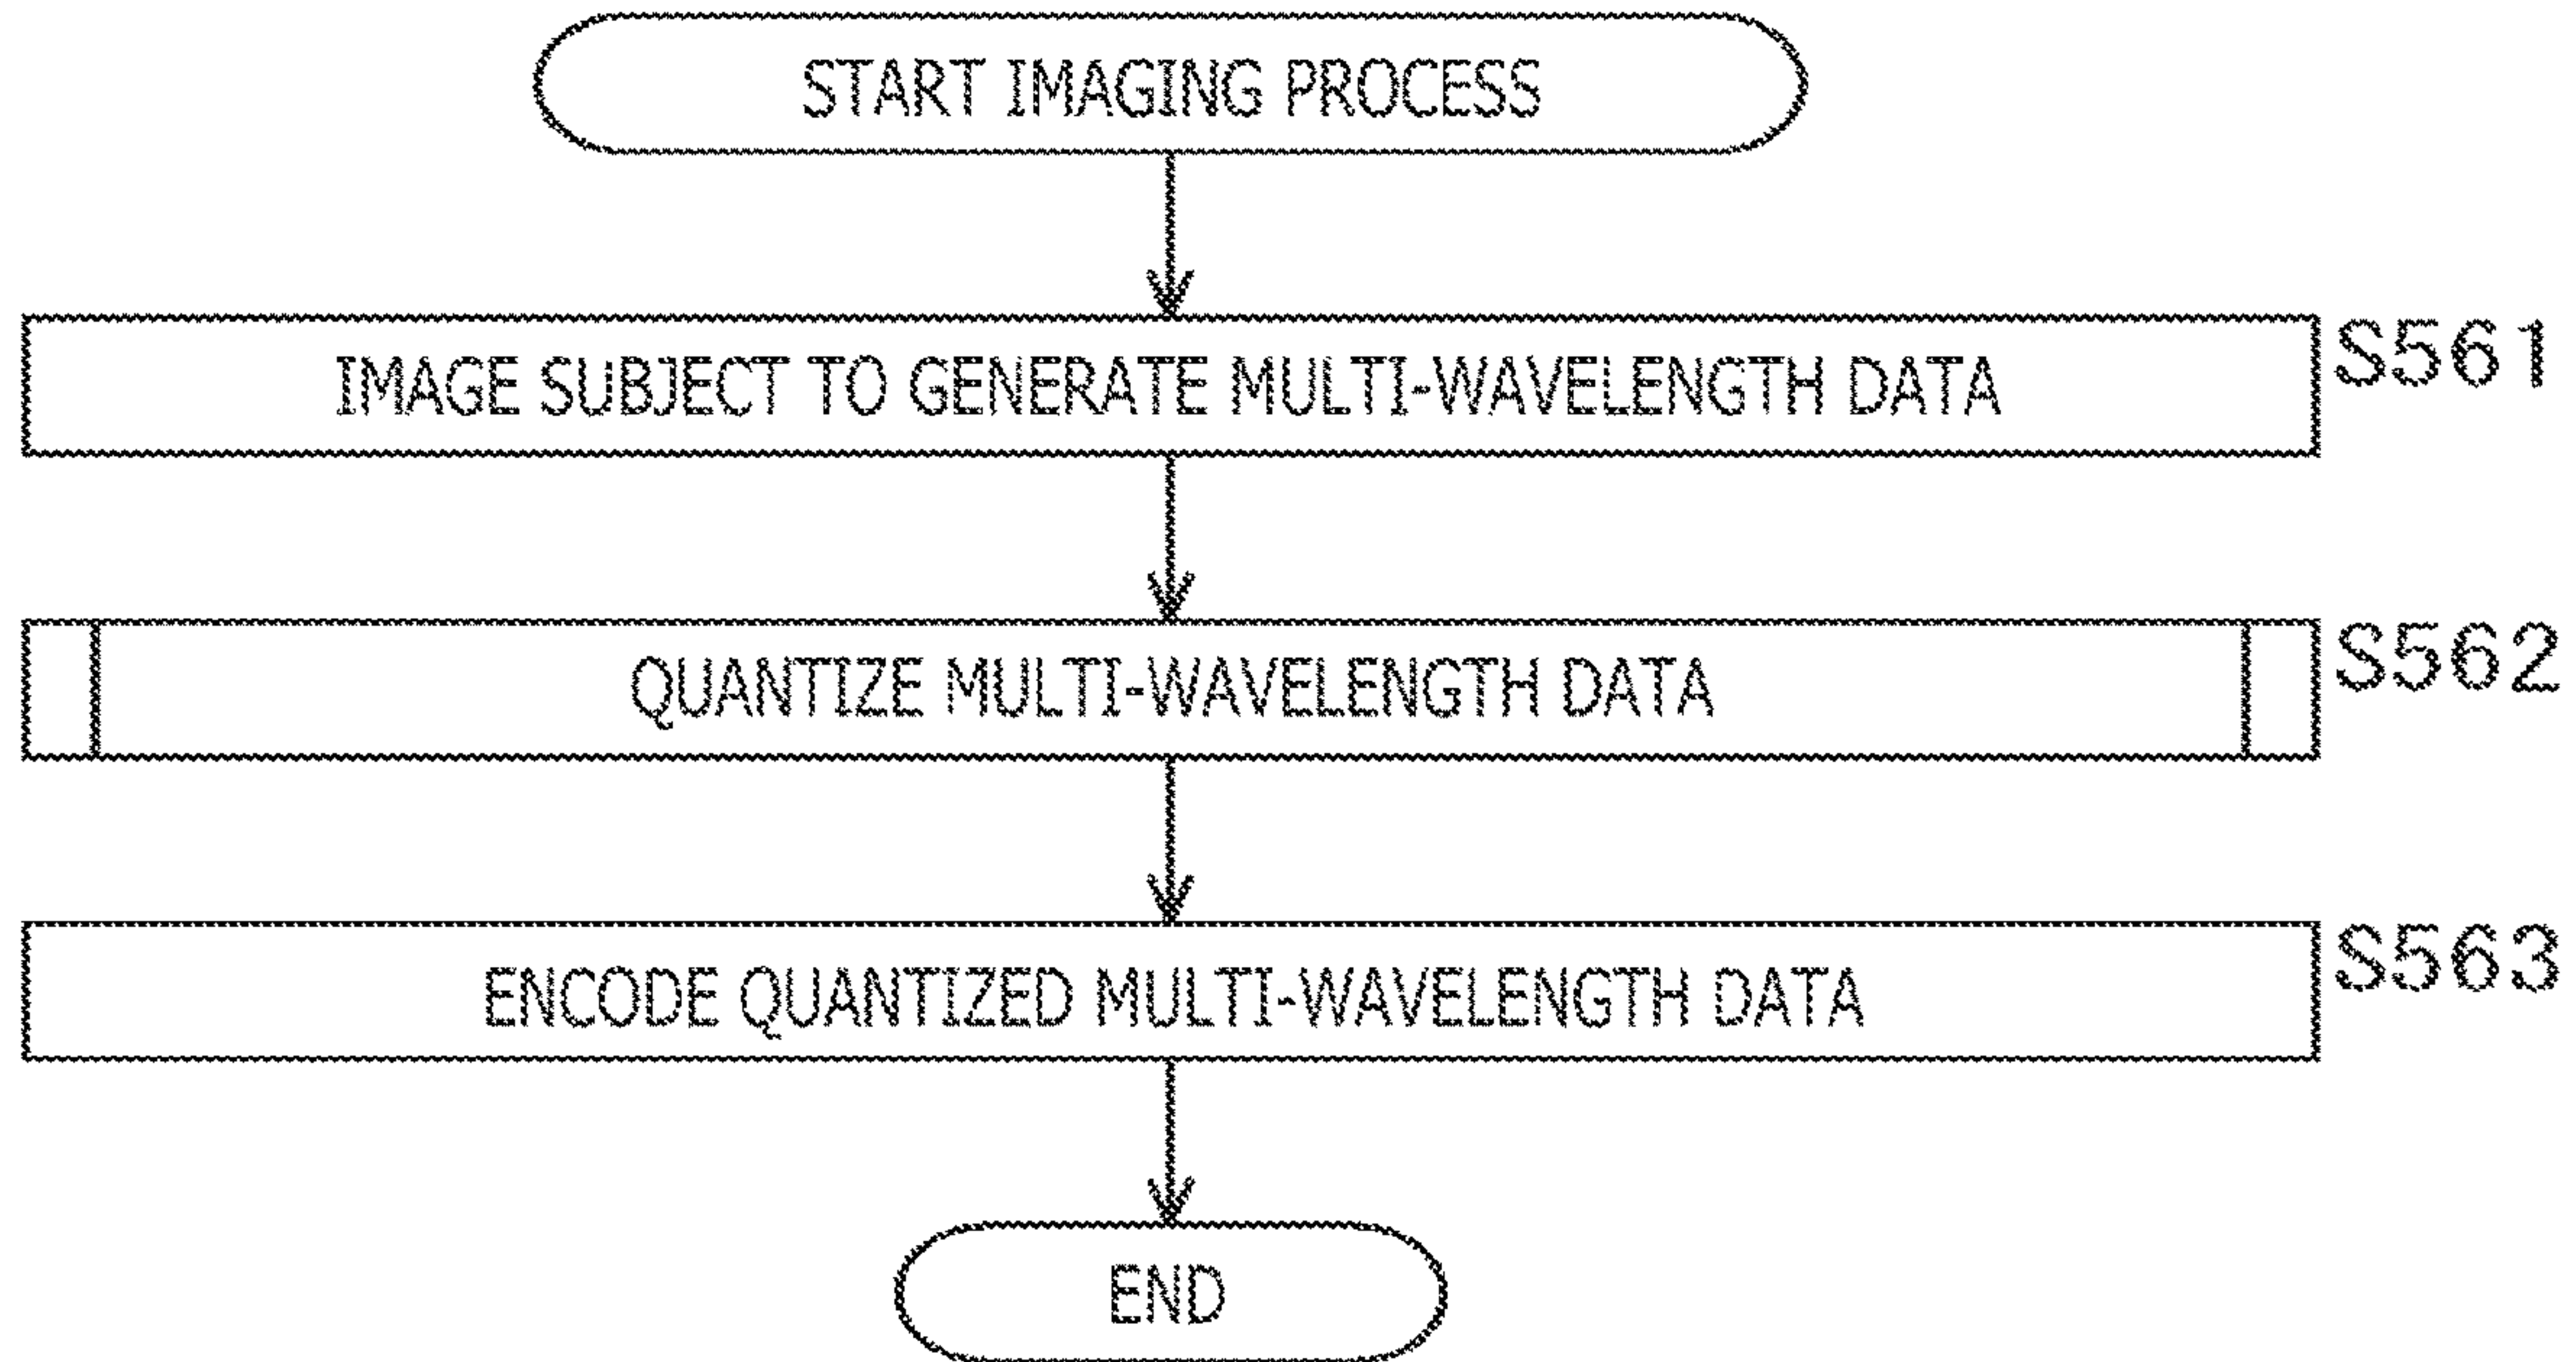 START IMAGING PROCESS
IMAGE SUBJECT TO GENERATE MULTI-WAVELENGTH DATA
S561
QUANTIZE MULTI-WAVELENGTH DATA
S562
ENCODE QUANTIZED MULTI-WAVELENGTH DATA
S563
END